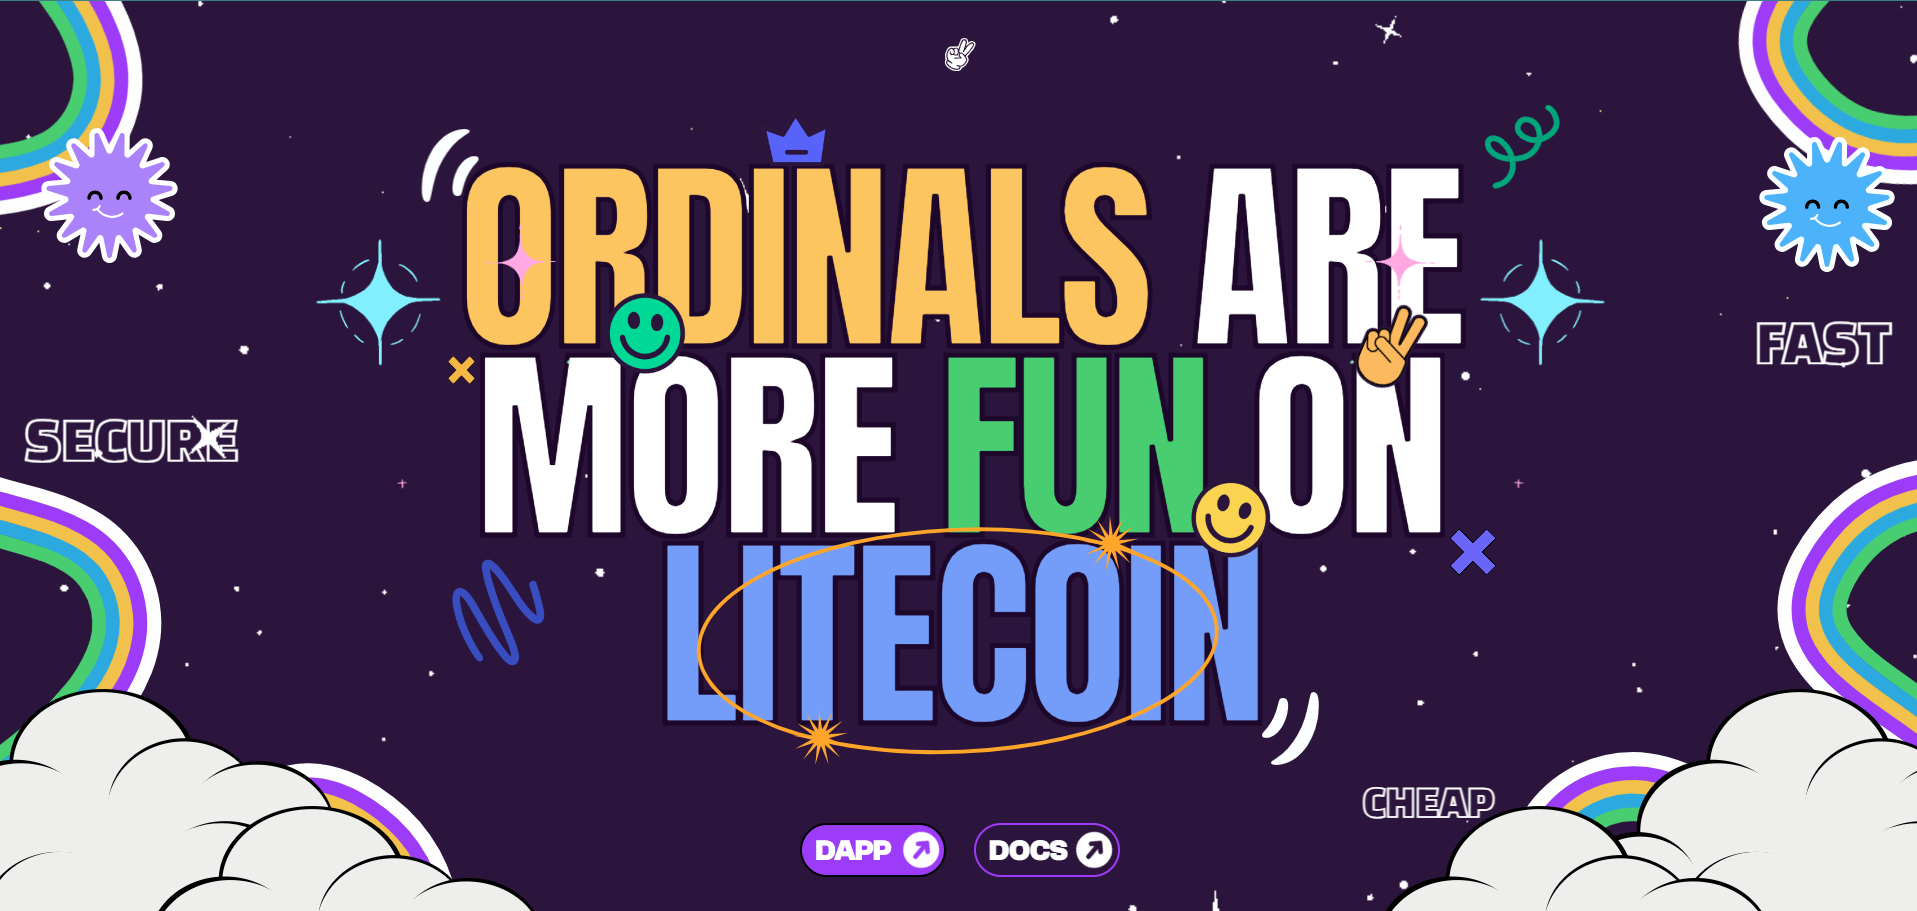 ORDINALS ARE
MORE FUN ON
LITECOIN
FAST
SECURE
CHEAP
DAPP
DOCS